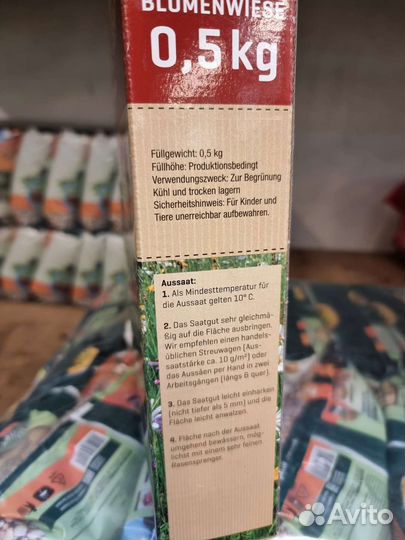 BLUMENWIESE
0,5 kg
Füllgewicht: 0,5 kg
Füllhöhe: Produktionsbedingt
Verwendungszweck: Zur Begrünung
Kühl und trocken lagern
Sicherheitshinweis: Für Kinder und
Tiere unerreichbar aufbewahren.
Aussaat:
1. Als Mindesttemperatur für
die Aussaat gelten 10° C.
2. Das Saatgut sehr gleichmä-
ßig auf die Fläche ausbringen.
Wir empfehlen einen handels-
üblichen Streuwagen (Aus-
saatstärke ca. 10 g/m²) oder
das Aussäen per Hand in zwei
Arbeitsgängen (längs & quer).
3. Das Saatgut leicht einharken
(nicht tiefer als 5 mm) und die
Fläche leicht anwalzen.
4. Fläche nach der Aussaat
umgehend bewässern, mög-
lichst mit einem sehr feinen
Rasensprenger.
Avito